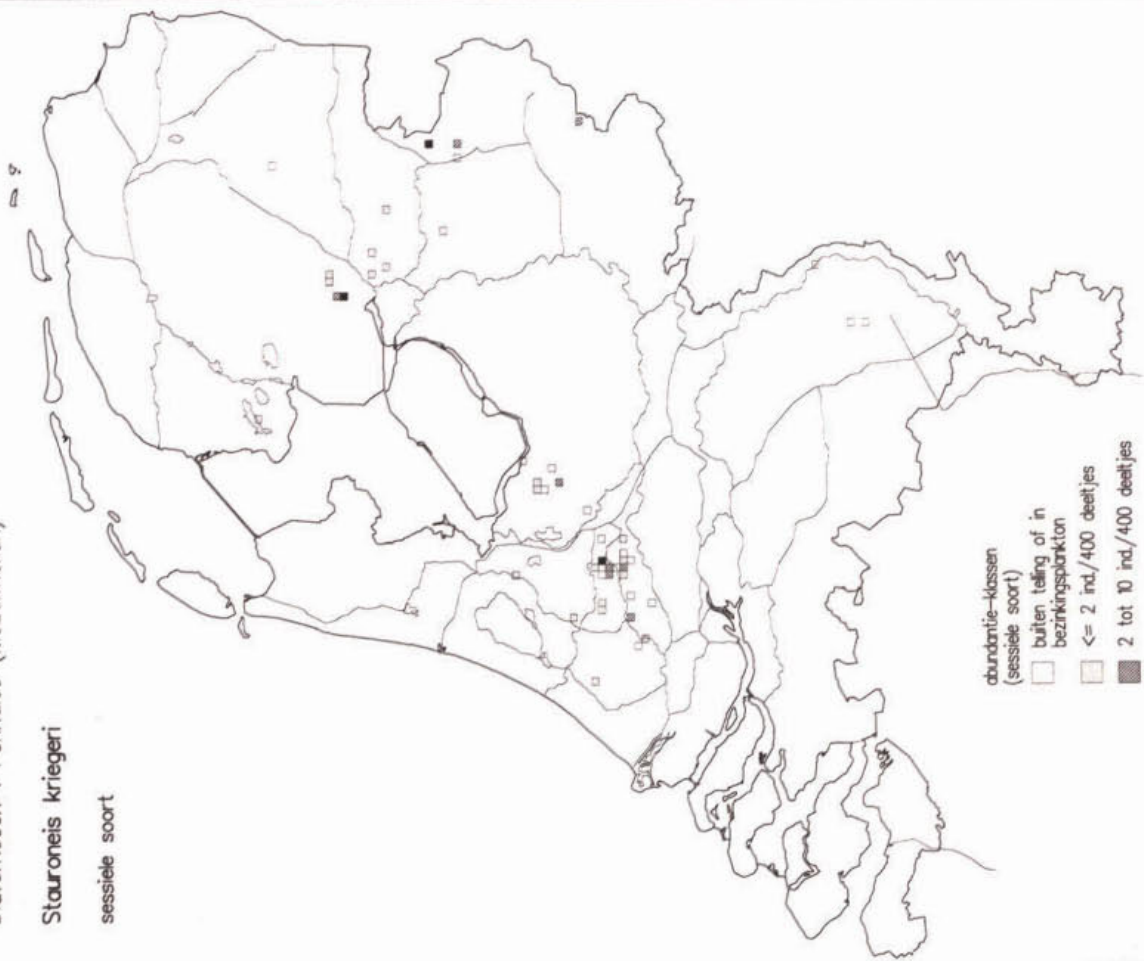 Stauroneis kriegeri
sessiele soort
abundantie-klassen
(sessiele soort)
buiten telling of in
bezinkingsplankton
<= 2 ind./400 deeltjes
2 tot 10 ind./400 deeltjes